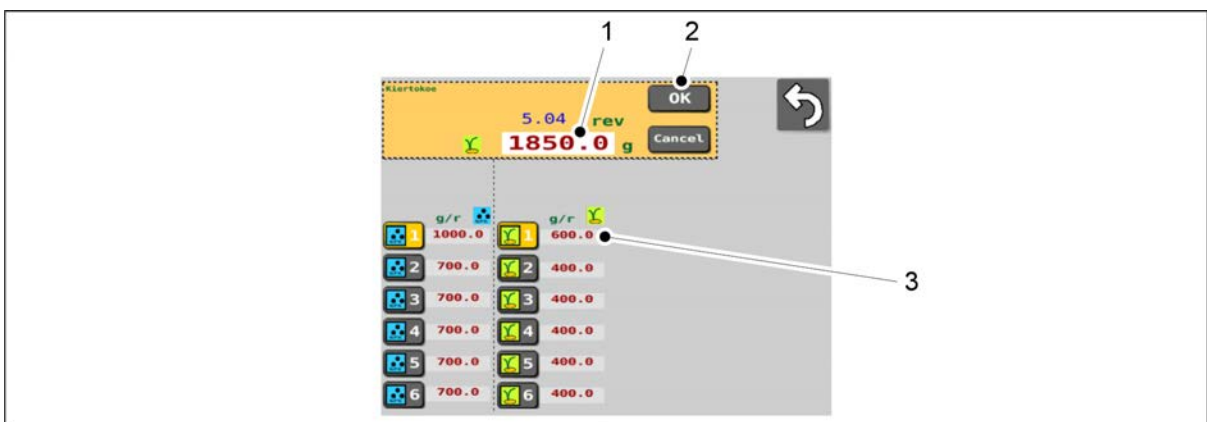 1 2
Kiertokoe
OK
5.04 rev
1850.0 g
Cancel
g/r g/r
1 1000.0 1 600.0
3
2 700.0 2 400.0
3 700.0 3 400.0
4 700.0 4 400.0
5 700.0 5 400.0
6 700.0 6 400.0